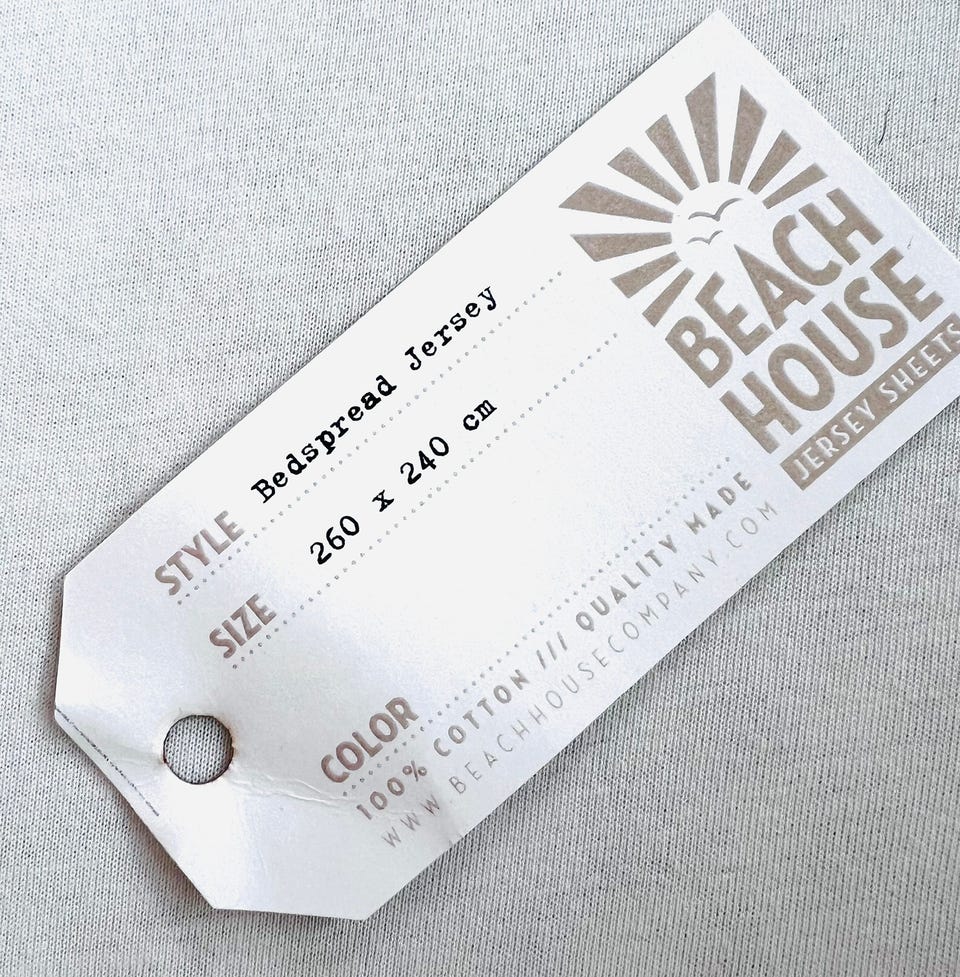 BEACH
HOUSE
JERSEY SHEETS
STYLE Bedspread Jersey
SIZE 260 x 240 cm
COLOR
100% COTTON /// QUALITY MADE
WWW.BEACHHOUSECOMPANY.COM